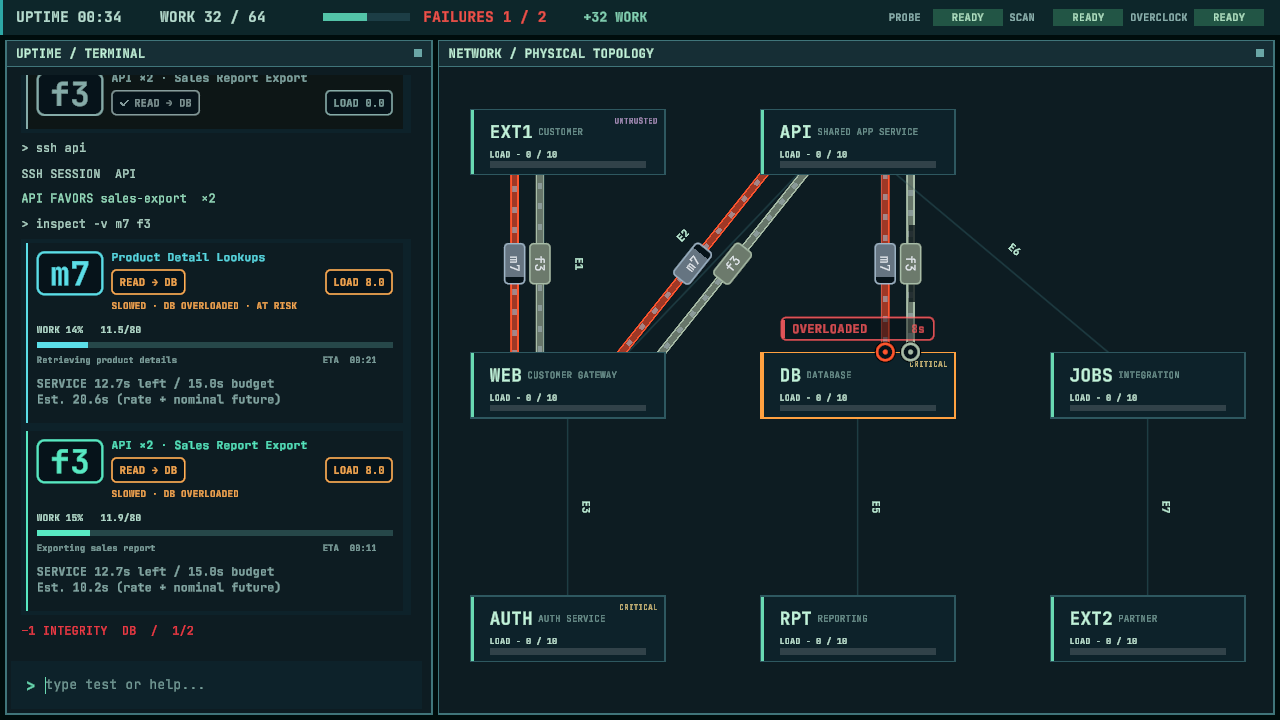 UPTIME 00:34 WORK 32 / 64 FAILURES 1 / 2 +32 WORK PROBE READY SCAN READY OVERCLOCK READY
UPTIME / TERMINAL
f3 API ×2 · Sales Report Export
✓ READ → DB LOAD 8.0
> ssh api
SSH SESSION API
API FAVORS sales-export ×2
> inspect -v m7 f3
m7 Product Detail Lookups
READ → DB LOAD 8.0
SLOWED · DB OVERLOADED · AT RISK
WORK 14% 11.5/80
Retrieving product details ETA 00:21
SERVICE 12.7s left / 15.0s budget
Est. 20.6s (rate + nominal future)
f3 API ×2 · Sales Report Export
READ → DB LOAD 8.0
SLOWED · DB OVERLOADED
WORK 15% 11.9/80
Exporting sales report ETA 00:11
SERVICE 12.7s left / 15.0s budget
Est. 10.2s (rate + nominal future)
−1 INTEGRITY DB / 1/2
> type test or help...
NETWORK / PHYSICAL TOPOLOGY
UNTRUSTED
EXT1 CUSTOMER
LOAD - 0 / 10
API SHARED APP SERVICE
LOAD - 0 / 10
m7
f3
E1
E2
m7
f3
m7
f3
E6
OVERLOADED 8s
WEB CUSTOMER GATEWAY
LOAD - 0 / 10
CRITICAL
DB DATABASE
LOAD - 0 / 10
JOBS INTEGRATION
LOAD - 0 / 10
E3
E5
E7
CRITICAL
AUTH AUTH SERVICE
LOAD - 0 / 10
RPT REPORTING
LOAD - 0 / 10
EXT2 PARTNER
LOAD - 0 / 10